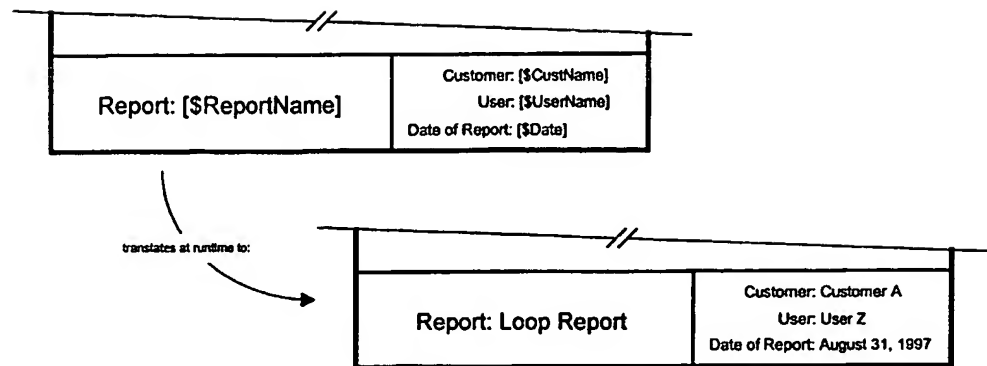 Customer: [$CustName]
Report: [$ReportName]
User: [$UserName]
Date of Report: [$Date]
translates at runtime to:
Customer: Customer A
Report: Loop Report
User: User Z
Date of Report: August 31, 1997